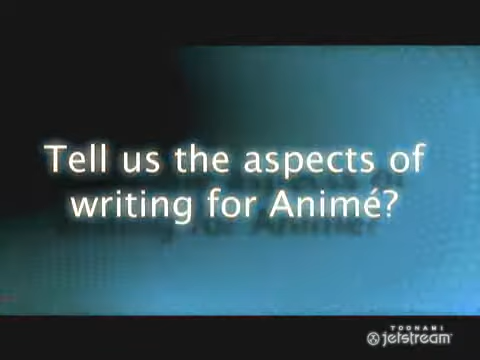 Tell us the aspects of
writing for Animé?
TOONAMI
jetstream